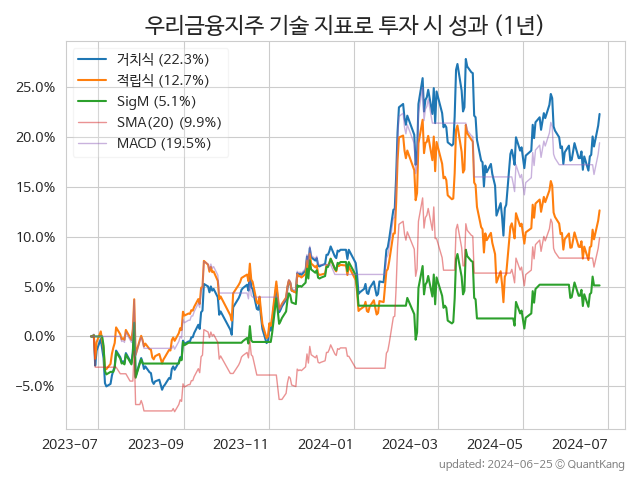 우리금융지주 기술 지표로 투자 시 성과 (1년)
거치식 (22.3%)
적립식 (12.7%)
SigM (5.1%)
SMA(20) (9.9%)
MACD (19.5%)
25.0%
20.0%
15.0%
10.0%
5.0%
0.0%
−5.0%
2023−07
2023−09
2023−11
2024−01
2024−03
2024−05
2024−07
updated: 2024-06-25 © QuantKang